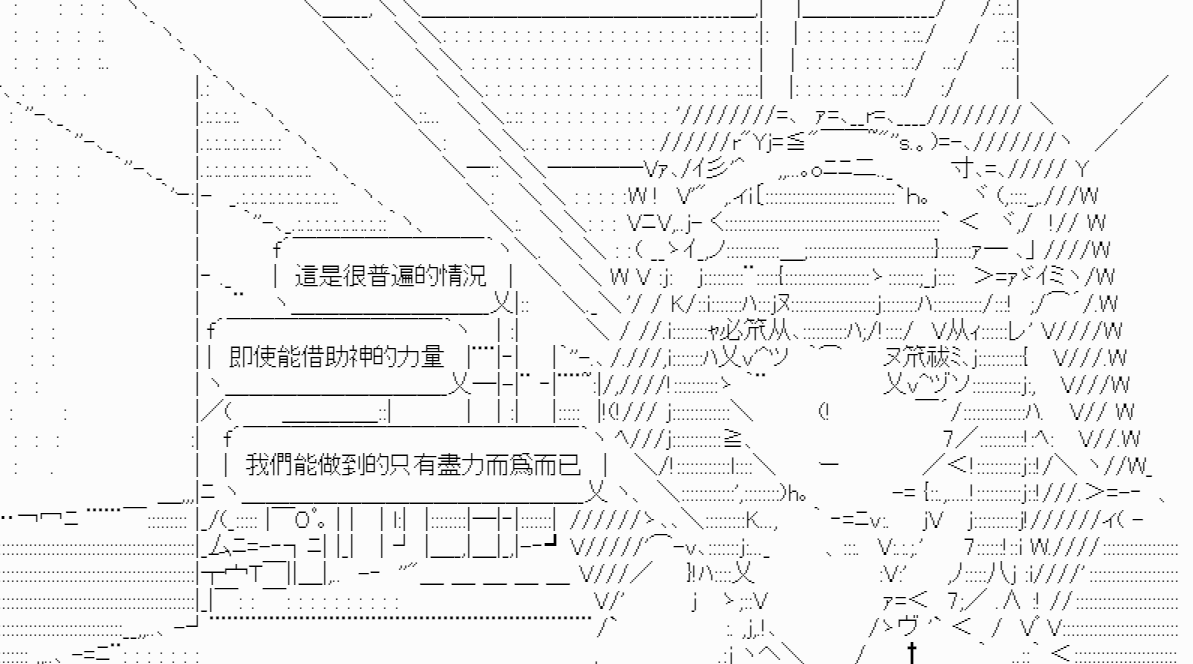 這是很普遍的情況
即使能借助神的力量
我們能做到的只有盡力而爲而已